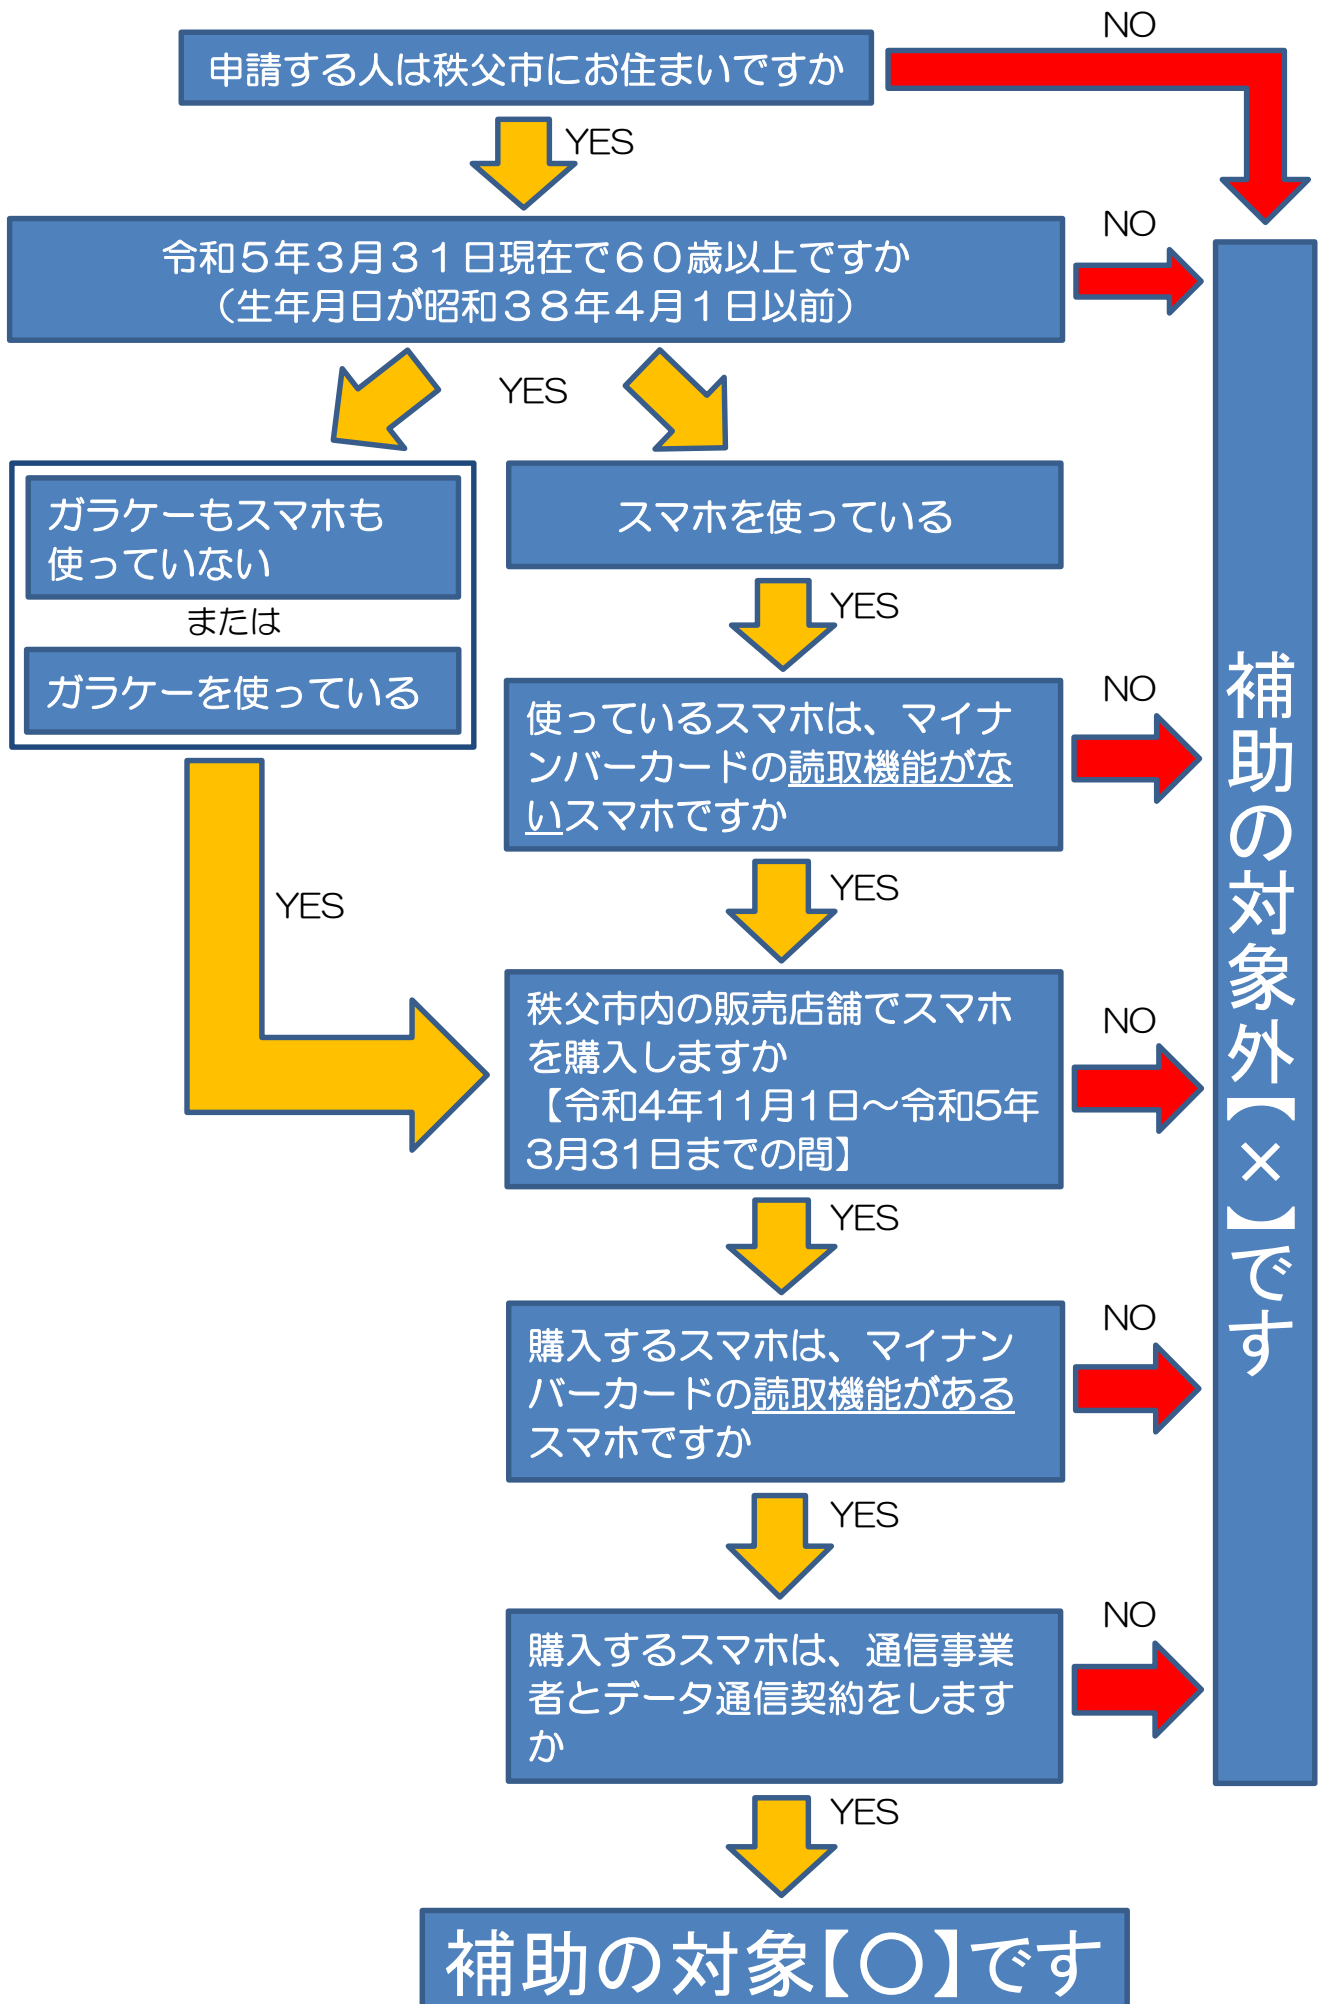 NO
申請する人は秩父市にお住まいですか
YES
NO
令和５年３月３１日現在で６０歳以上ですか
（生年月日が昭和３８年４月１日以前）
YES
ガラケーもスマホも
使っていない
または
ガラケーを使っている
スマホを使っている
YES
NO
使っているスマホは、マイナ
ンバーカードの読取機能がな
いスマホですか
YES
YES
NO
秩父市内の販売店舗でスマホ
を購入しますか
【令和4年11月1日～令和5年
3月31日までの間】
YES
NO
購入するスマホは、マイナン
バーカードの読取機能がある
スマホですか
YES
NO
購入するスマホは、通信事業
者とデータ通信契約をします
か
YES
補助の対象外【×】です
補助の対象【〇】です